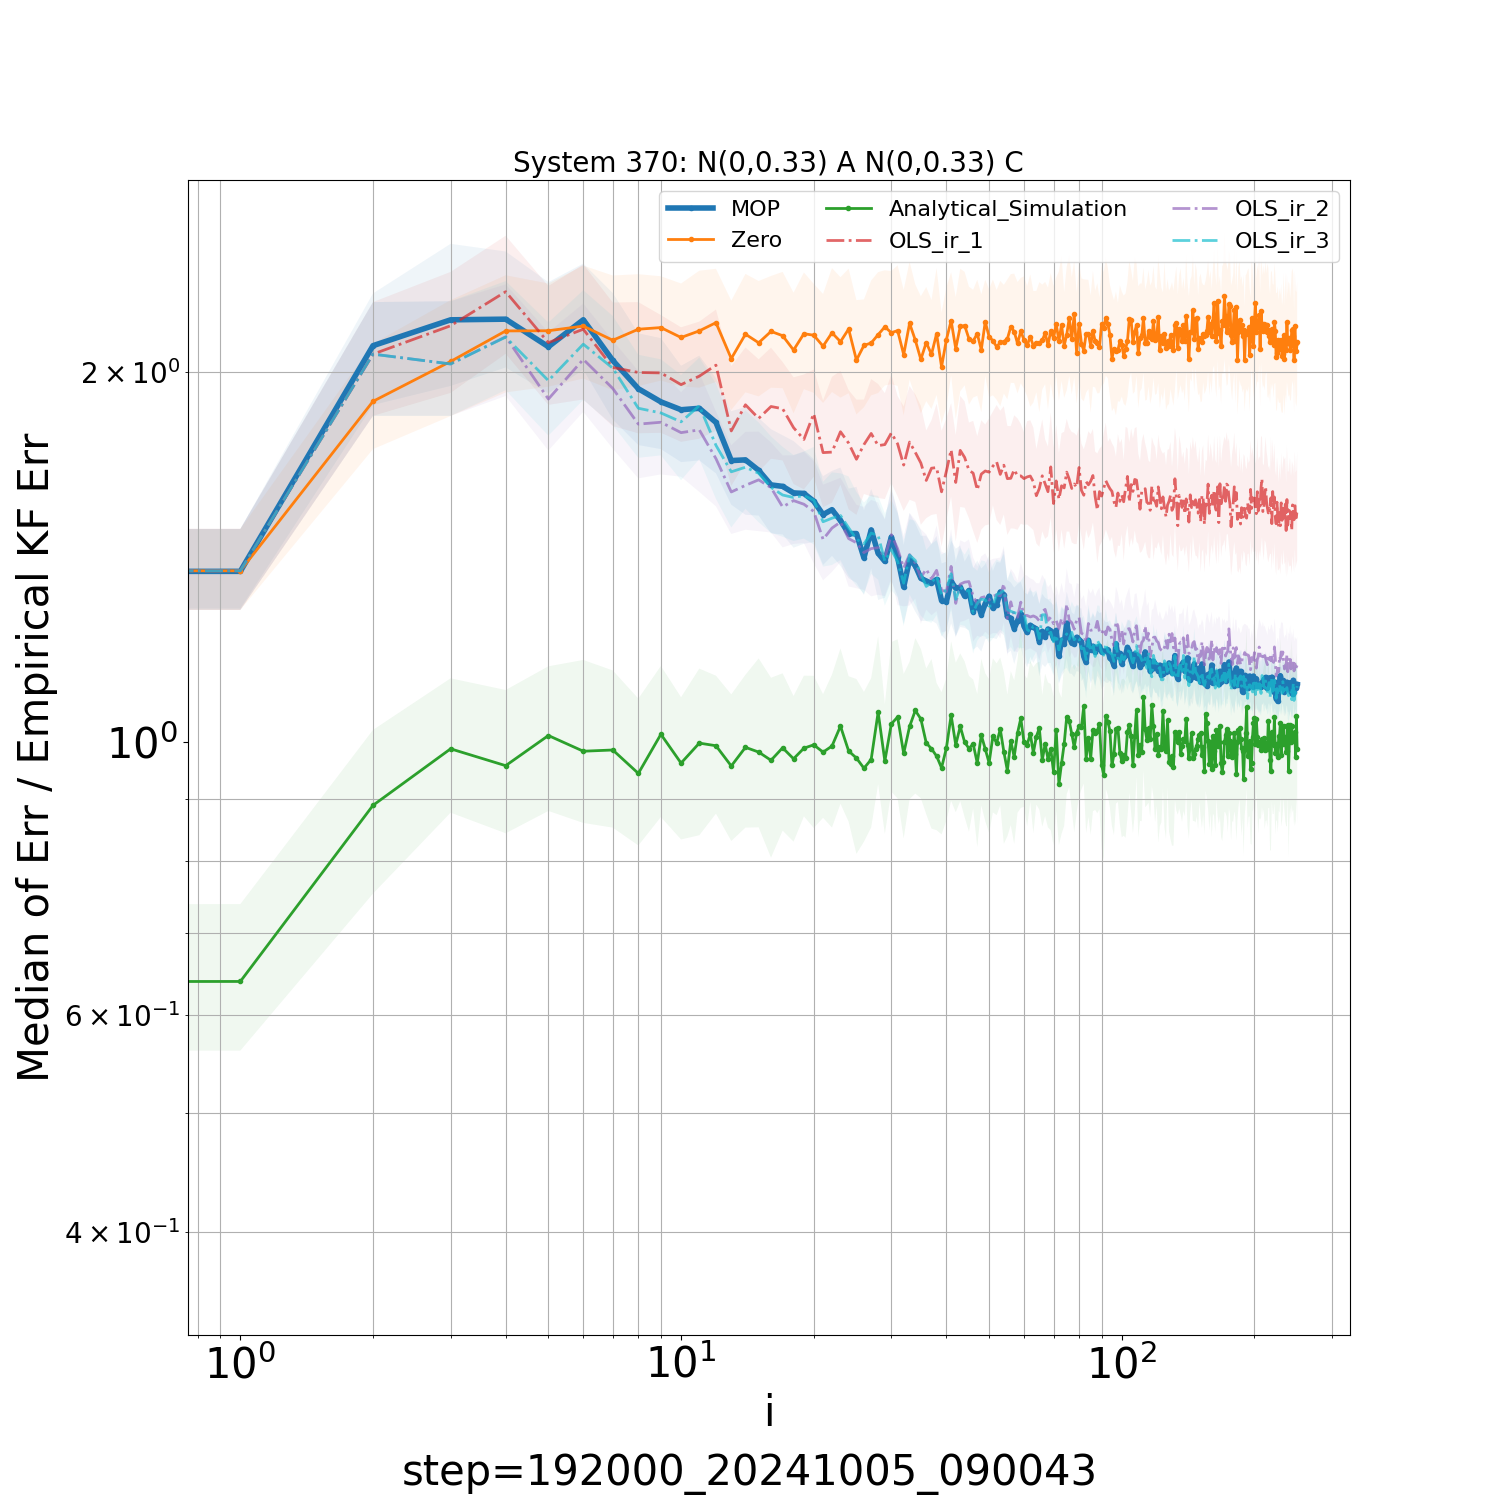 System 370: N(0,0.33) A N(0,0.33) C
MOP
Zero
Analytical_Simulation
OLS_ir_1
OLS_ir_2
OLS_ir_3
Median of Err / Empirical KF Err
2 × 10⁰
10⁰
6 × 10⁻¹
4 × 10⁻¹
10⁰ 10¹ 10²
i
step=192000_20241005_090043